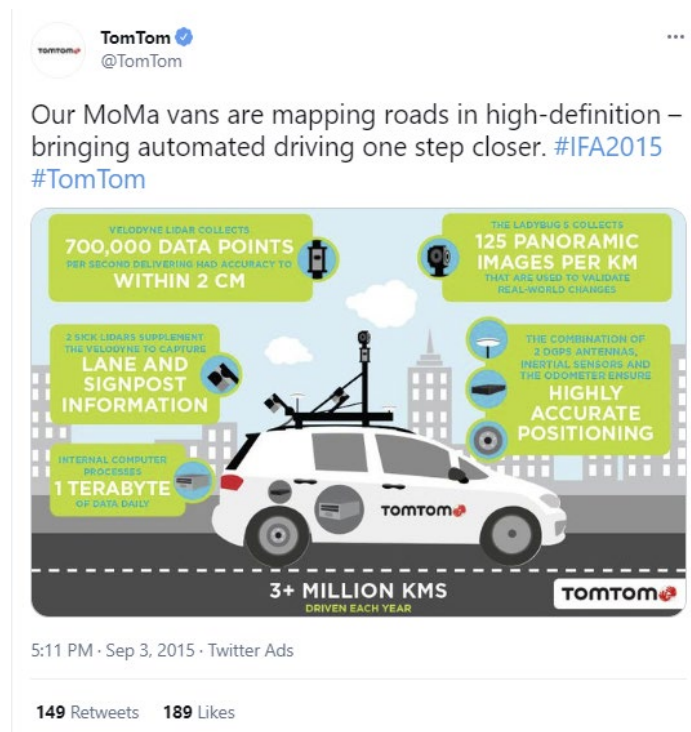 TomTom
@TomTom
Our MoMa vans are mapping roads in high-definition –
bringing automated driving one step closer. #IFA2015
#TomTom
VELODYNE LIDAR COLLECTS
700,000 DATA POINTS
PER SECOND DELIVERING HAD ACCURACY TO
WITHIN 2 CM
THE LADYBUG 5 COLLECTS
125 PANORAMIC
IMAGES PER KM
THAT ARE USED TO VALIDATE
REAL-WORLD CHANGES
2 SICK LIDARS SUPPLEMENT
THE VELODYNE TO CAPTURE
LANE AND
SIGNPOST
INFORMATION
THE COMBINATION OF
2 DGPS ANTENNAS,
INERTIAL SENSORS AND
THE ODOMETER ENSURE
HIGHLY
ACCURATE
POSITIONING
INTERNAL COMPUTER
PROCESSES
1 TERABYTE
OF DATA DAILY
TOMTOM
3+ MILLION KMS
DRIVEN EACH YEAR
TOMTOM
5:11 PM · Sep 3, 2015 · Twitter Ads
149 Retweets 189 Likes